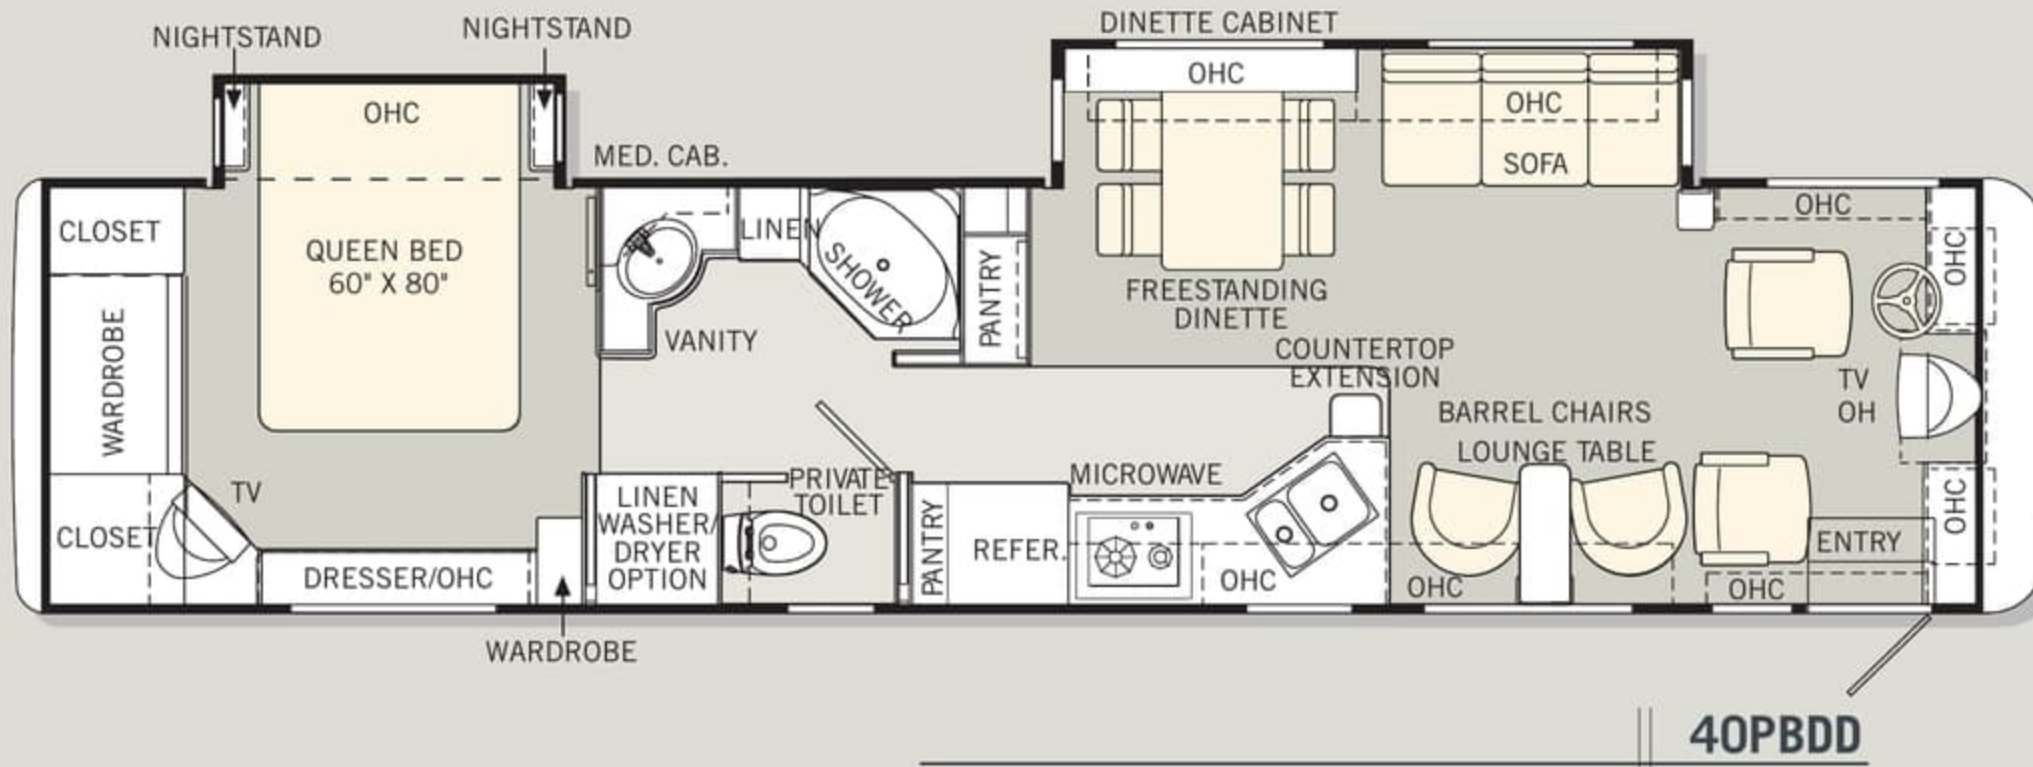 NIGHTSTAND
NIGHTSTAND
DINETTE CABINET
OHC
OHC
OHC
MED. CAB.
SOFA
CLOSET
QUEEN BED
60" X 80"
LINEN
SHOWER
PANTRY
FREESTANDING
DINETTE
OHC
OHC
WARDROBE
VANITY
COUNTERTOP
EXTENSION
TV
OH
BARREL CHAIRS
LOUNGE TABLE
TV
CLOSET
DRESSER/OHC
LINEN
WASHER/
DRYER
OPTION
PRIVATE
TOILET
PANTRY
REFER.
MICROWAVE
OHC
OHC
OHC
ENTRY
OHC
WARDROBE
40PBDD